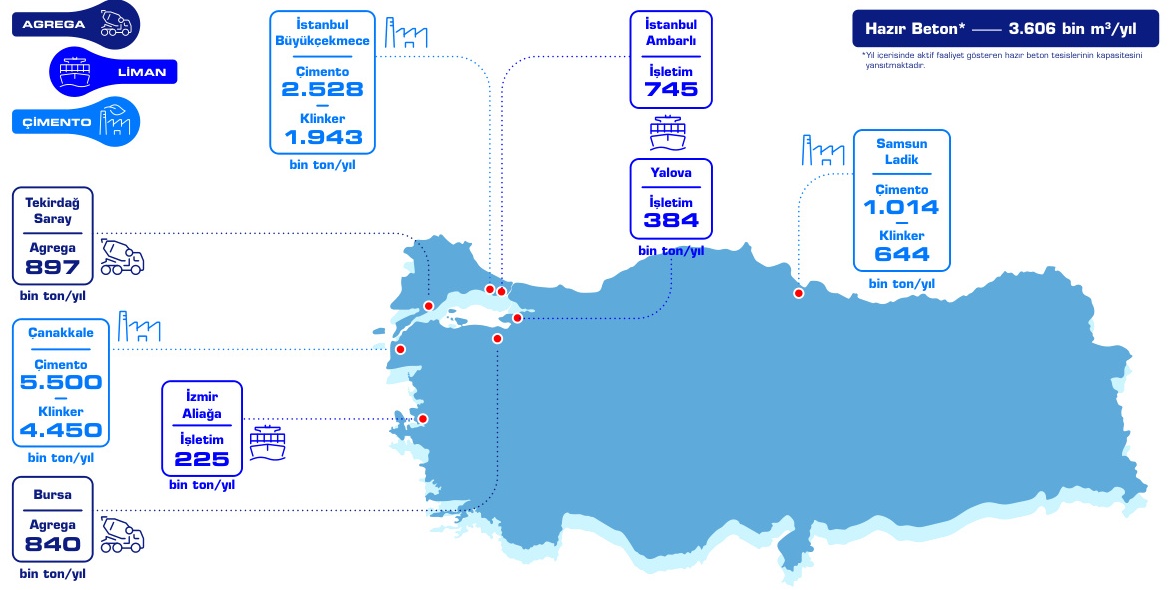 AGREGA
LİMAN
ÇİMENTO
İstanbul
Büyükçekmece
Çimento
2.528
Klinker
1.943
bin ton/yıl
İstanbul
Ambarlı
İşletim
745
Yalova
İşletim
384
bin ton/yıl
Hazır Beton* —— 3.606 bin m³/yıl
*Yıl içerisinde aktif faaliyet gösteren hazır beton tesislerinin kapasitesini
yansıtmaktadır.
Samsun
Ladik
Çimento
1.014
Klinker
644
bin ton/yıl
Tekirdağ
Saray
Agrega
897
bin ton/yıl
Çanakkale
Çimento
5.500
Klinker
4.450
bin ton/yıl
İzmir
Aliağa
İşletim
225
bin ton/yıl
Bursa
Agrega
840
bin ton/yıl